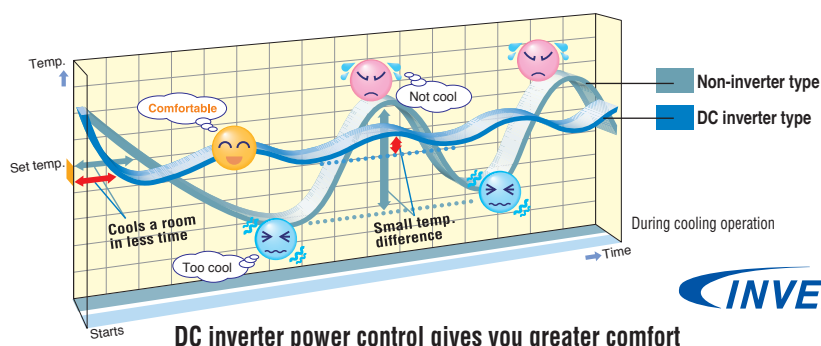 Temp.
Comfortable
Not cool
Non-inverter type
DC inverter type
Set temp.
Cools a room
in less time
Small temp.
difference
Too cool
During cooling operation
Time
INVE
Starts
DC inverter power control gives you greater comfort